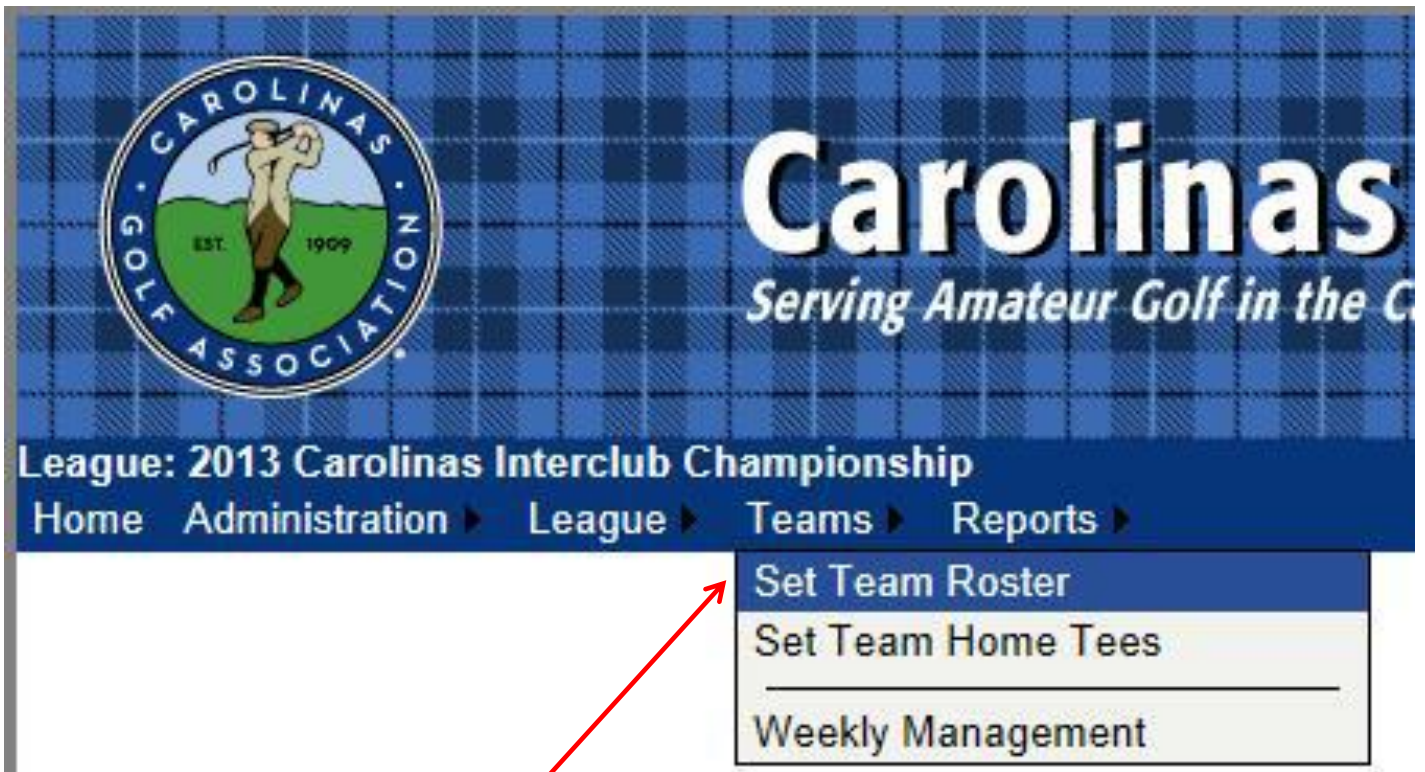 CAROLINAS
GOLF ASSOCIATION
EST. 1909
Carolinas
Serving Amateur Golf in the
League: 2013 Carolinas Interclub Championship
Home Administration League Teams Reports
Set Team Roster
Set Team Home Tees
Weekly Management